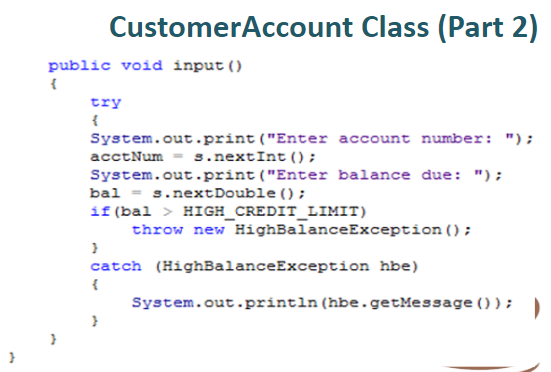 CustomerAccount Class (Part 2)
public void input()
{
try
{
System.out.print("Enter account number: ");
acctNum = s.nextInt();
System.out.print("Enter balance due: ");
bal = s.nextDouble();
if(bal > HIGH_CREDIT_LIMIT)
throw new HighBalanceException();
}
catch (HighBalanceException hbe)
{
System.out.println(hbe.getMessage());
}
}
}